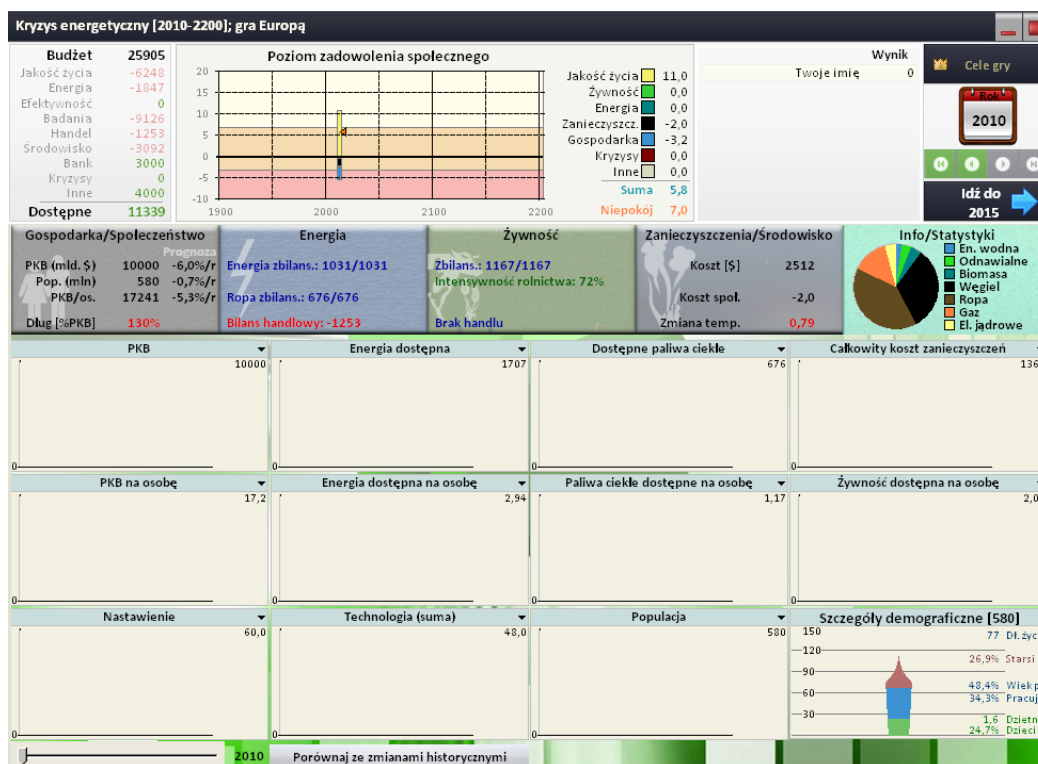 Kryzys energetyczny [2010-2200]; gra Europą
Budżet 25905
Jakość życia -6248
Energia -1847
Efektywność 0
Badania -9126
Handel -1253
Środowisko -3092
Bank 3000
Kryzysy 0
Inne 4000
Dostępne 11339
Poziom zadowolenia społecznego
20
15
10
5
0
-5
-10
1900 2000 2100 2200
Jakość życia 11,0
Żywność 0,0
Energia 0,0
Zanieczyszcz. -2,0
Gospodarka -3,2
Kryzysy 0,0
Inne 0,0
Suma 5,8
Niepokój 7,0
Wynik
Twoje imię 0
Cele gry
Rok
2010
Idź do
2015
Gospodarka/Społeczeństwo
Prognoza
PKB (mld. $) 10000 -6,0%/r
Pop. (mln) 580 -0,7%/r
PKB/os. 17241 -5,3%/r
Dług [%PKB] 130%
Energia
Energia zbilans.: 1031/1031
Ropa zbilans.: 676/676
Bilans handlowy: -1253
Żywność
Zbilans.: 1167/1167
Intensywność rolnictwa: 72%
Brak handlu
Zanieczyszczenia/Środowisko
Koszt [$] 2512
Koszt społ. -2,0
Zmiana temp. 0,79
Info/Statystyki
En. wodna
Odnawialne
Biomasa
Węgiel
Ropa
Gaz
El. jądrowe
PKB
10000
0
Energia dostępna
1707
0
Dostępne paliwa ciekłe
676
0
Całkowity koszt zanieczyszczeń
136
0
PKB na osobę
17,2
0
Energia dostępna na osobę
2,94
0
Paliwa ciekłe dostępne na osobę
1,17
0
Żywność dostępna na osobę
2,0
0
Nastawienie
60,0
0
Technologia (suma)
48,0
0
Populacja
580
0
Szczegóły demograficzne [580]
150
120
90
60
30
77 Dł. życ
26,9% Starsi
48,4% Wiek p
34,3% Pracuj
1,6 Dzietn
24,7% Dzieci
2010
Porównaj ze zmianami historycznymi